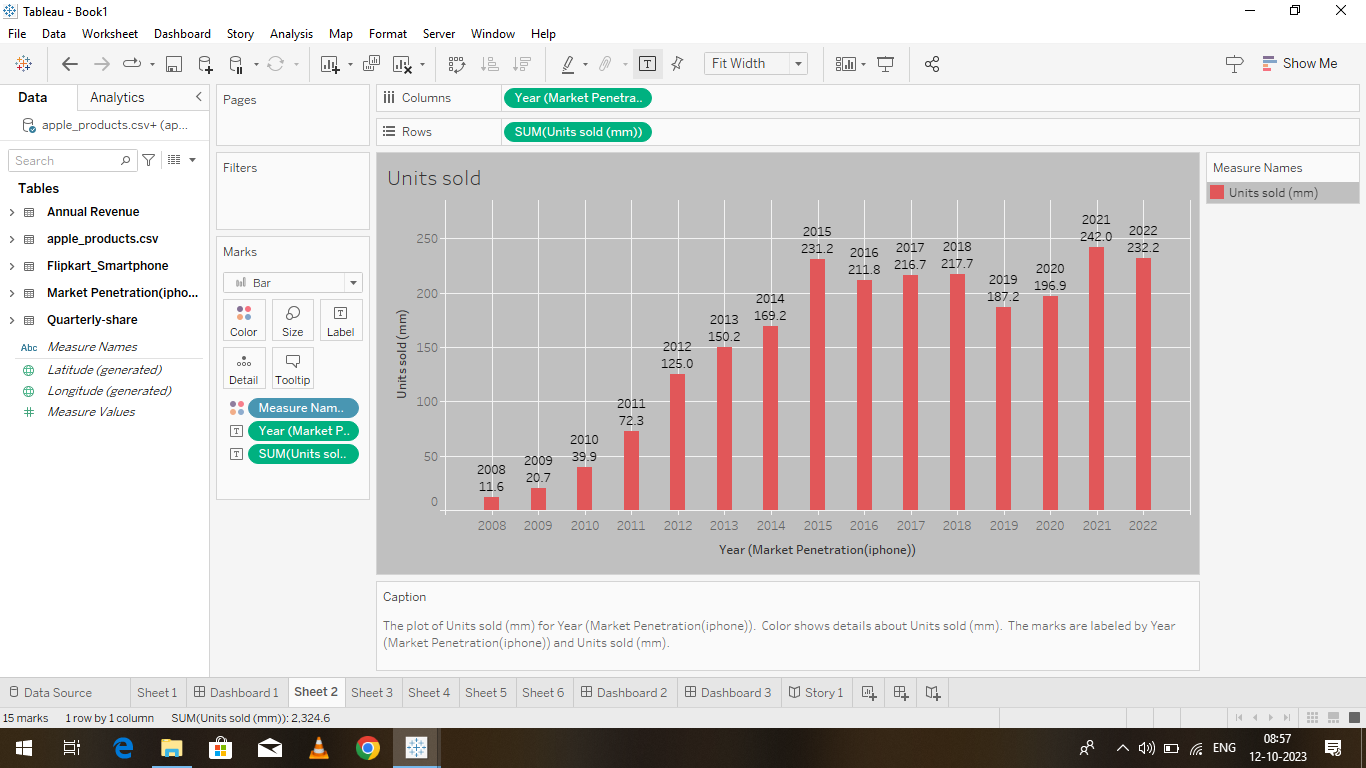 Tableau - Book1
File Data Worksheet Dashboard Story Analysis Map Format Server Window Help
Fit Width
Show Me
Data Analytics
apple_products.csv+ (ap...
Search
Tables
Annual Revenue
apple_products.csv
Flipkart_Smartphone
Market Penetration(ipho...
Quarterly-share
Abc Measure Names
Latitude (generated)
Longitude (generated)
# Measure Values
Pages
Filters
Marks
Bar
Color Size T Label
Detail Tooltip
Measure Nam..
T Year (Market P..
T SUM(Units sol..
Columns Year (Market Penetra..
Rows SUM(Units sold (mm))
Units sold
Units sold (mm)
250
200
150
100
50
0
2008
11.6
2009
20.7
2010
39.9
2011
72.3
2012
125.0
2013
150.2
2014
169.2
2015
231.2
2016
211.8
2017
216.7
2018
217.7
2019
187.2
2020
196.9
2021
242.0
2022
232.2
2008 2009 2010 2011 2012 2013 2014 2015 2016 2017 2018 2019 2020 2021 2022
Year (Market Penetration(iphone))
Measure Names
Units sold (mm)
Caption
The plot of Units sold (mm) for Year (Market Penetration(iphone)). Color shows details about Units sold (mm). The marks are labeled by Year
(Market Penetration(iphone)) and Units sold (mm).
Data Source Sheet 1 Dashboard 1 Sheet 2 Sheet 3 Sheet 4 Sheet 5 Sheet 6 Dashboard 2 Dashboard 3 Story 1
15 marks 1 row by 1 column SUM(Units sold (mm)): 2,324.6
ENG
08:57
12-10-2023